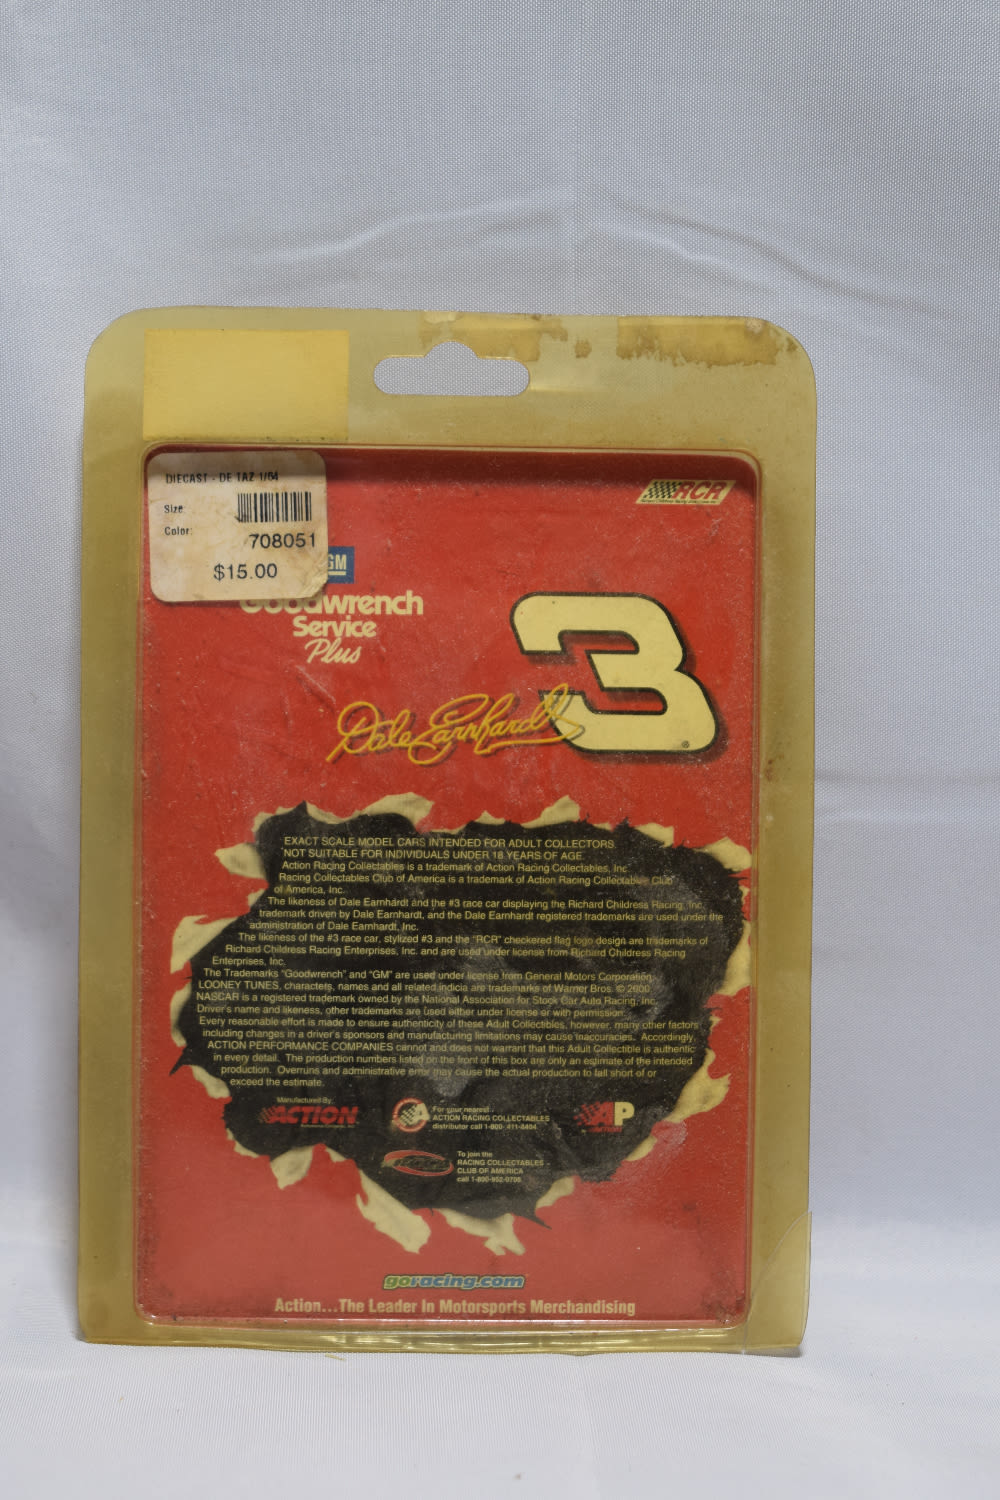 DIECAST - DE TAZ 1/64
Size:
Color:
708051
$15.00
RCR
GM
Goodwrench
Service
Plus
3
®
Dale Earnhardt
EXACT SCALE MODEL CARS INTENDED FOR ADULT COLLECTORS.
NOT SUITABLE FOR INDIVIDUALS UNDER 18 YEARS OF AGE.
Action Racing Collectables is a trademark of Action Racing Collectables, Inc.
Racing Collectables Club of America is a trademark of Action Racing Collectables Club
of America, Inc.
The likeness of Dale Earnhardt and the #3 race car displaying the Richard Childress Racing, Inc.
trademark driven by Dale Earnhardt, and the Dale Earnhardt registered trademarks are used under the
administration of Dale Earnhardt, Inc.
The likeness of the #3 race car, stylized #3 and the "RCR" checkered flag logo design are trademarks of
Richard Childress Racing Enterprises, Inc. and are used under license from Richard Childress Racing
Enterprises, Inc.
The Trademarks "Goodwrench" and "GM" are used under license from General Motors Corporation.
LOONEY TUNES, characters, names and all related indicia are trademarks of Warner Bros. © 2000.
NASCAR is a registered trademark owned by the National Association for Stock Car Auto Racing, Inc.
Driver's name and likeness, other trademarks are used either under license or with permission.
Every reasonable effort is made to ensure authenticity of these Adult Collectibles, however, many other factors
including changes in a driver's sponsors and manufacturing limitations may cause inaccuracies. Accordingly,
ACTION PERFORMANCE COMPANIES cannot and does not warrant that this Adult Collectible is authentic
in every detail. The production numbers listed on the front of this box are only an estimate of the intended
production. Overruns and administrative error may cause the actual production to fall short of or
exceed the estimate.
Manufactured By:
ACTION
For your nearest
ACTION RACING COLLECTABLES
distributor call 1-800-411-8404
AP
To join the
RACING COLLECTABLES
CLUB OF AMERICA
call 1-800-952-0708
goracing.com
Action...The Leader In Motorsports Merchandising